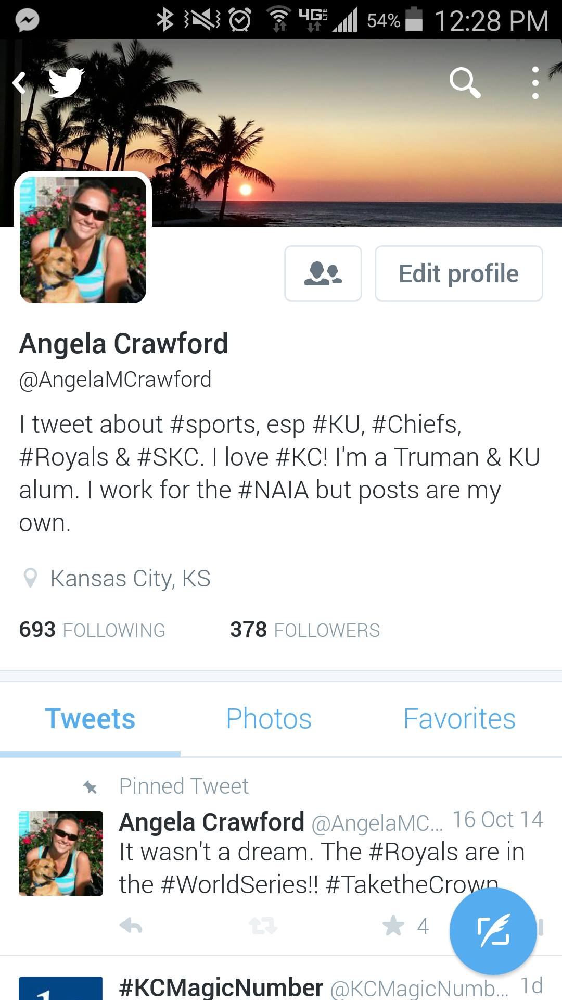 4G LTE 54% 12:28 PM
Edit profile
Angela Crawford
@AngelaMCrawford
I tweet about #sports, esp #KU, #Chiefs,
#Royals & #SKC. I love #KC! I'm a Truman & KU
alum. I work for the #NAIA but posts are my
own.
Kansas City, KS
693 FOLLOWING 378 FOLLOWERS
Tweets Photos Favorites
Pinned Tweet
Angela Crawford @AngelaMC... 16 Oct 14
It wasn't a dream. The #Royals are in
the #WorldSeries!! #TaketheCrown
4
#KCMagicNumber @KCMagicNumb... 1d